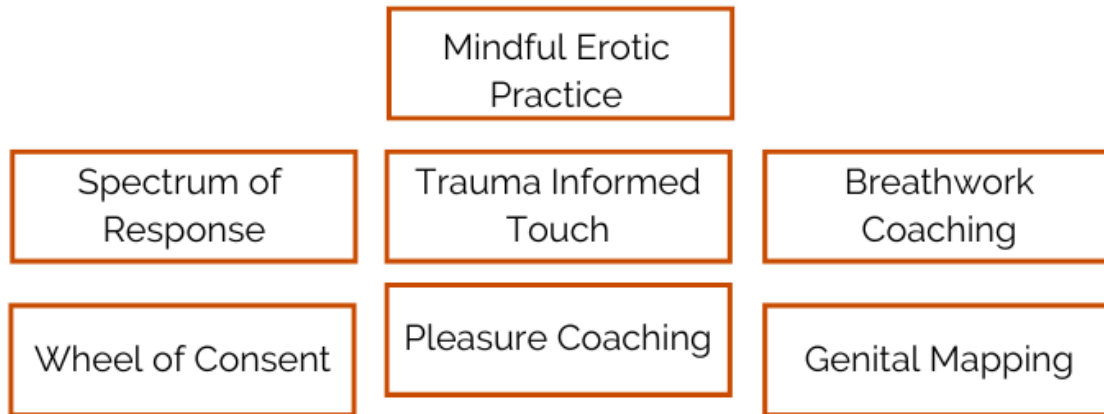 Mindful Erotic
Practice
Spectrum of
Response
Trauma Informed
Touch
Breathwork
Coaching
Wheel of Consent
Pleasure Coaching
Genital Mapping